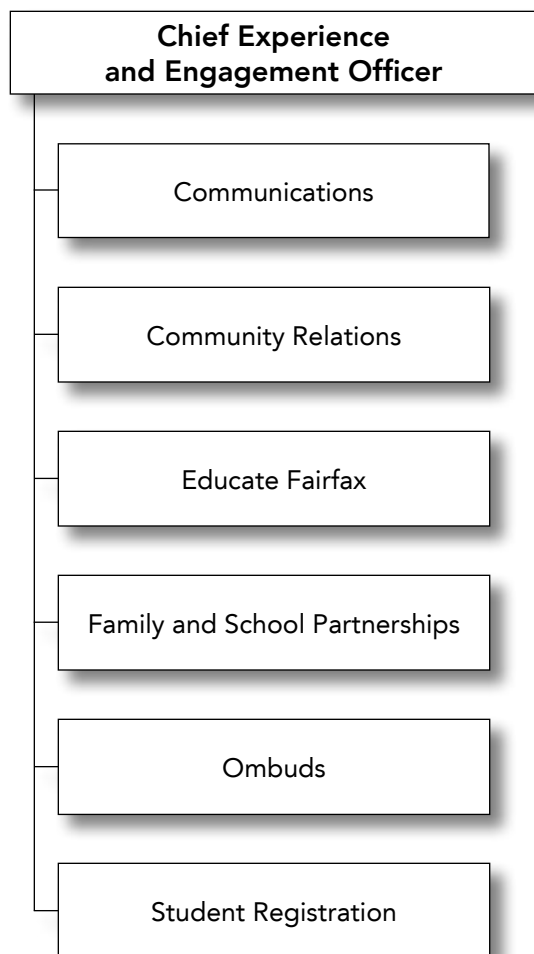 Chief Experience
and Engagement Officer
Communications
Community Relations
Educate Fairfax
Family and School Partnerships
Ombuds
Student Registration